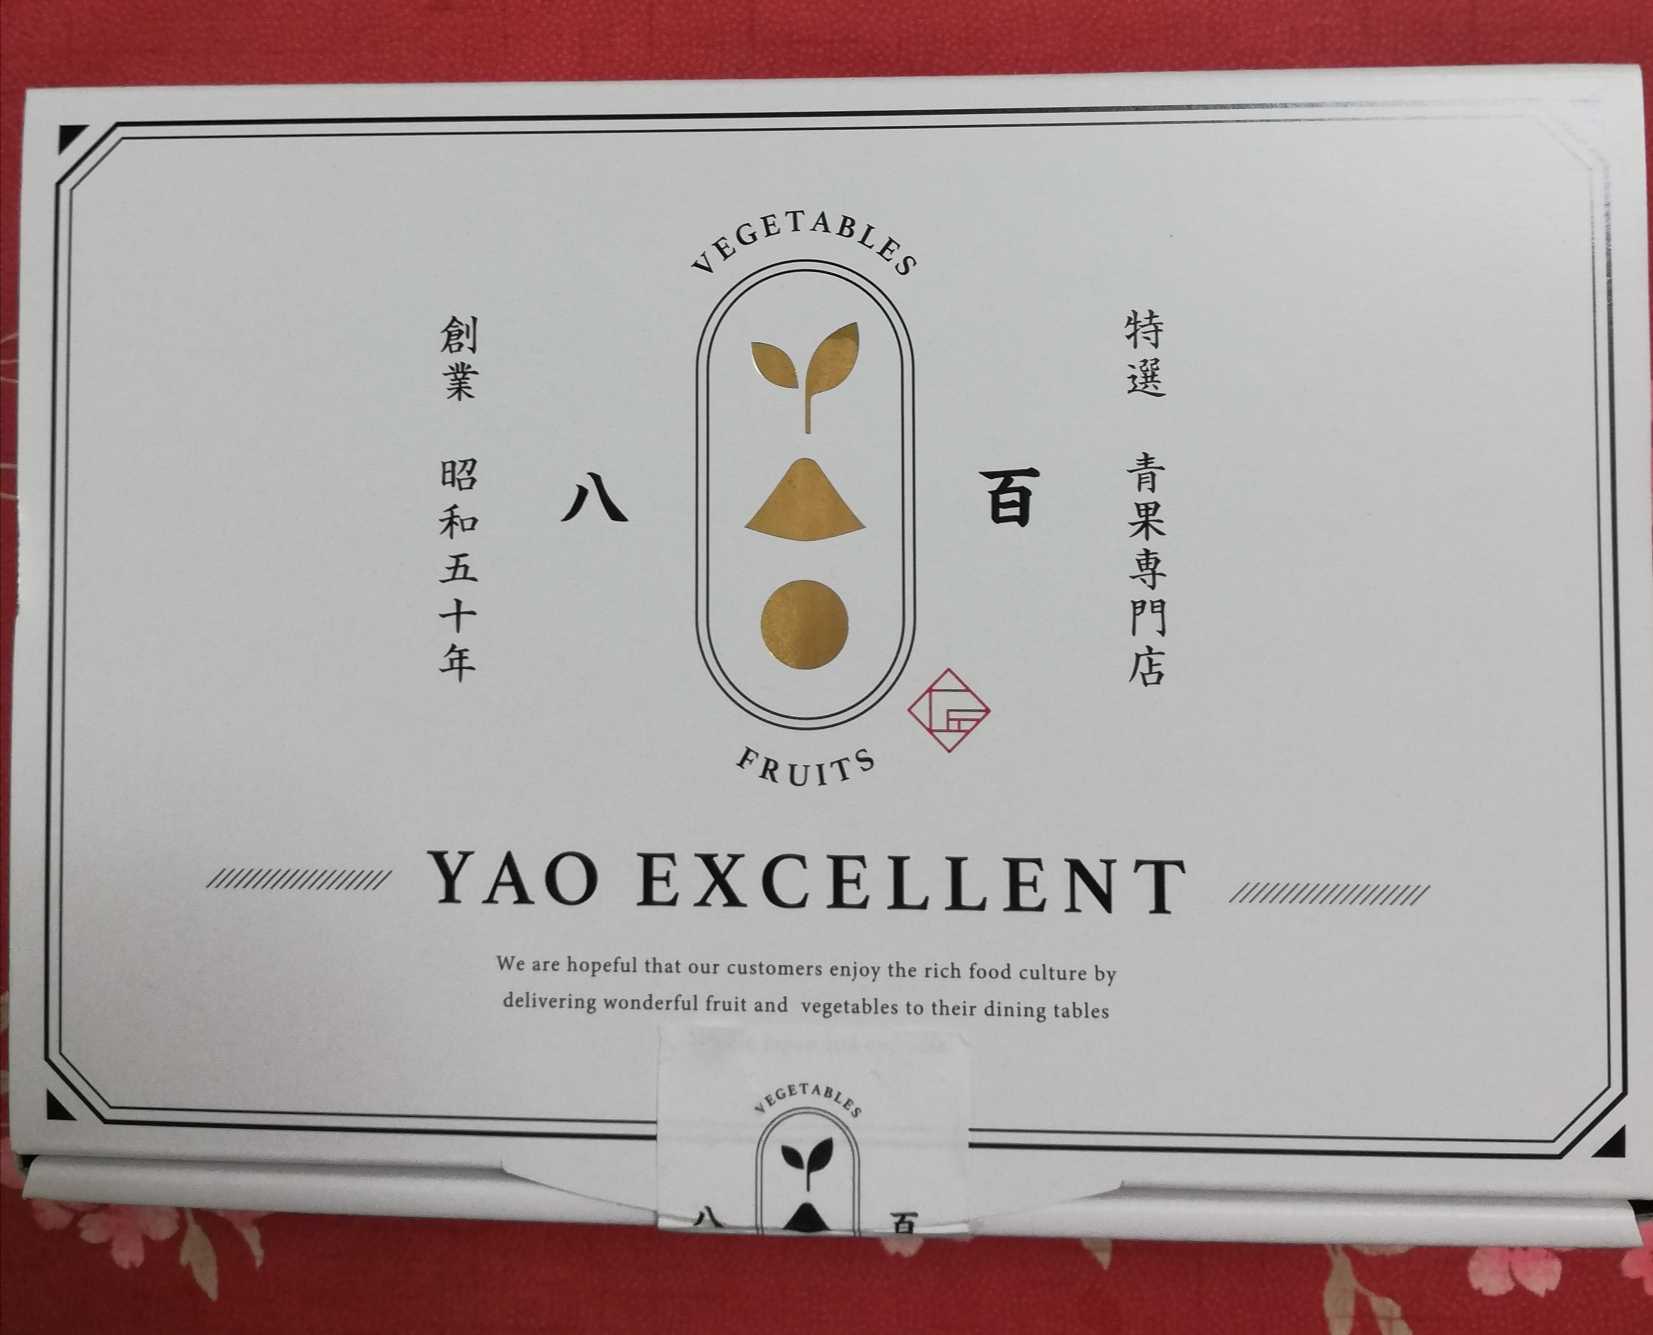 VEGETABLES
特選 青果専門店
百
八
創業 昭和五十年
FRUITS
YAO EXCELLENT
We are hopeful that our customers enjoy the rich food culture by
delivering wonderful fruit and vegetables to their dining tables
VEGETABLES
八 百